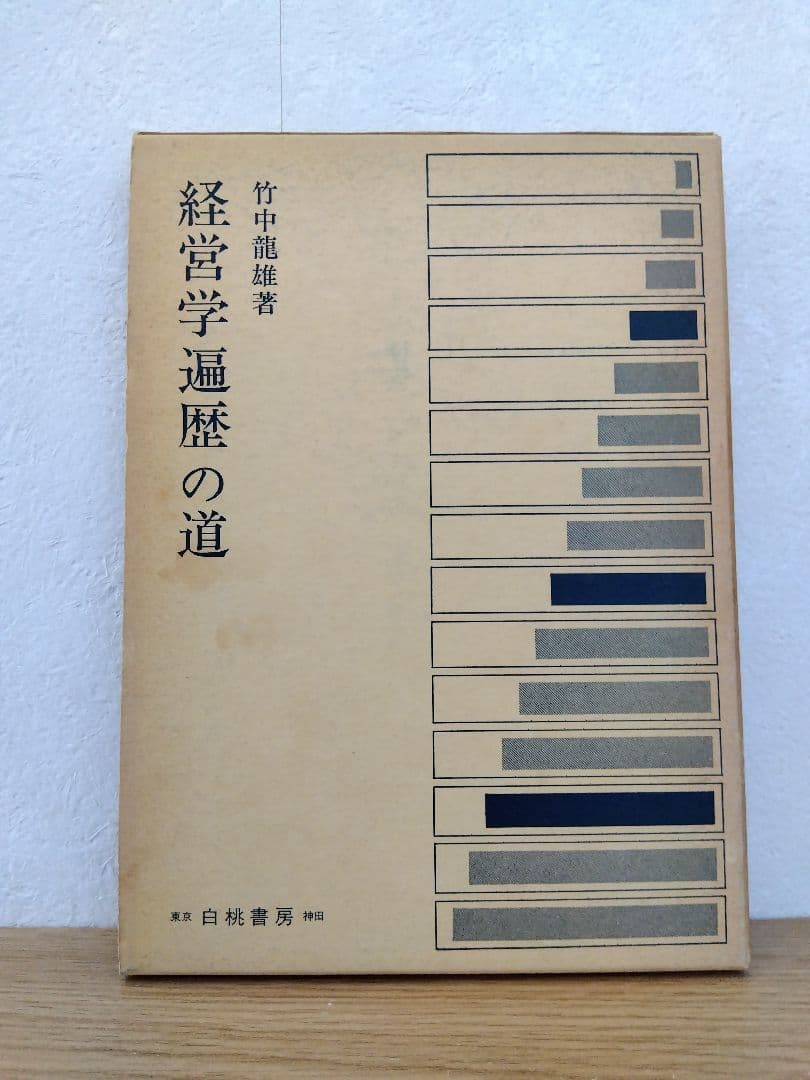 竹中龍雄著
経営学遍歴の道
東京 白桃書房 神田